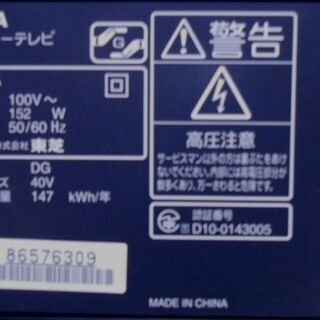 A
ーテレビ
G
警告
100V～
152 W
50/60 Hz
東芝
高圧注意
サービスマン以外の方は裏ぶたをあけ
ないでください。内部には高電圧部分が
数多くあり、万一さわると危険です。
DG
ズ 40V
量 147 kWh/年
認証番号
D10-0143005
86576309
MADE IN CHINA